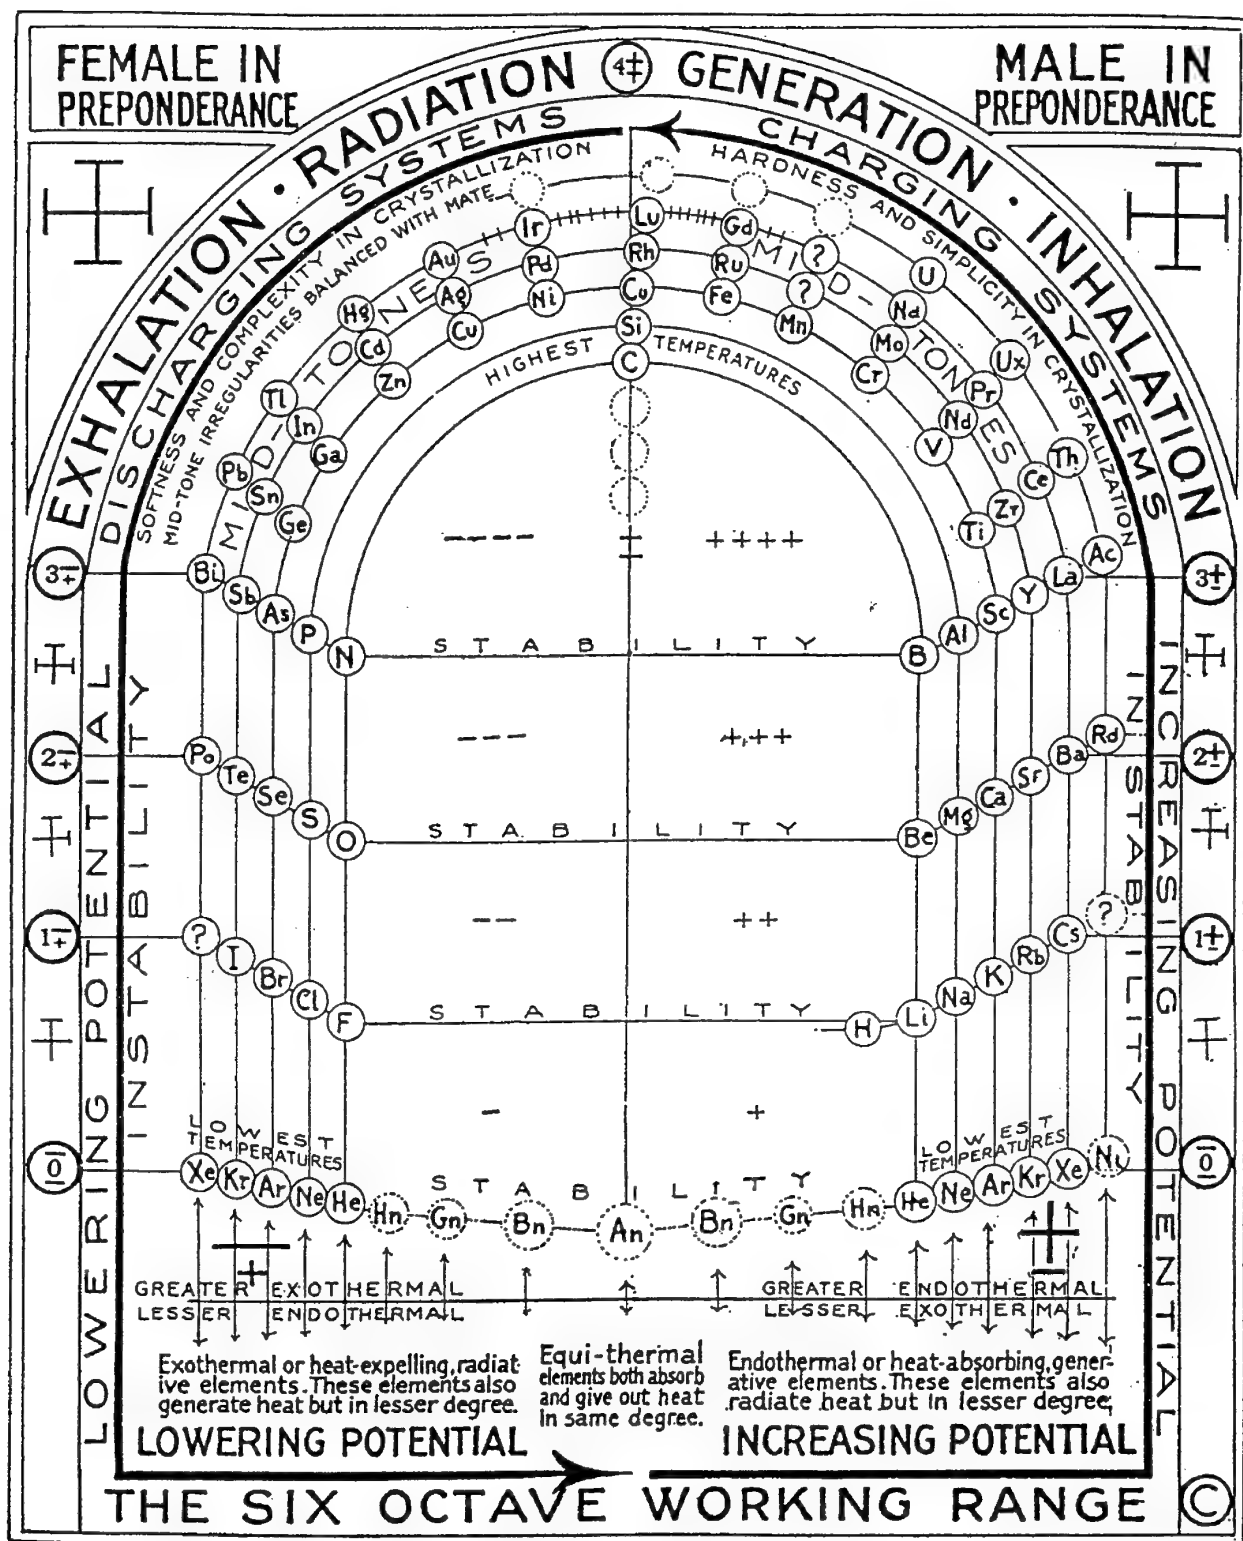 FEMALE IN
PREPONDERANCE
MALE IN
PREPONDERANCE
EXHALATION · RADIATION 4‡ GENERATION · INHALATION
DISCHARGING SYSTEMS
CHARGING SYSTEMS
SOFTNESS AND COMPLEXITY IN CRYSTALLIZATION
MID-TONE IRREGULARITIES BALANCED WITH MATE
HARDNESS AND SIMPLICITY IN CRYSTALLIZATION
MID-TONES
MID-TONES
HIGHEST TEMPERATURES
Bi Pb Tl Hg Au Ir Lu Gd ? Nd Pr Ce La
U Ux Th Ac
Sb Sn In Cd Ag Pd Rh Ru ? Mo Nd Zr Y
As Ge Ga Zn Cu Ni Co Fe Mn Cr V Ti Sc
P Si Al
N C B
---- ‡ ++++
3∓ 3±
STABILITY
--- +++
2∓ 2±
Po Te Se S O Be Mg Ca Sr Ba Rd
STABILITY
-- ++
1∓ 1±
? I Br Cl F H Li Na K Rb Cs ?
STABILITY
- +
LOWEST
TEMPERATURES
LOWEST
TEMPERATURES
0 0
STABILITY
Xe Kr Ar Ne He Hn Gn Bn An Bn Gn Hn He Ne Ar Kr Xe Ni
LOWERING POTENTIAL
INSTABILITY
INSTABILITY
INCREASING POTENTIAL
GREATER EXOTHERMAL
LESSER ENDOTHERMAL
GREATER ENDOTHERMAL
LESSER EXOTHERMAL
Exothermal or heat-expelling, radiat-
ive elements. These elements also
generate heat but in lesser degree.
Equi-thermal
elements both absorb
and give out heat
in same degree.
Endothermal or heat-absorbing, gener-
ative elements. These elements also
radiate heat but in lesser degree,
LOWERING POTENTIAL
INCREASING POTENTIAL
THE SIX OCTAVE WORKING RANGE ©